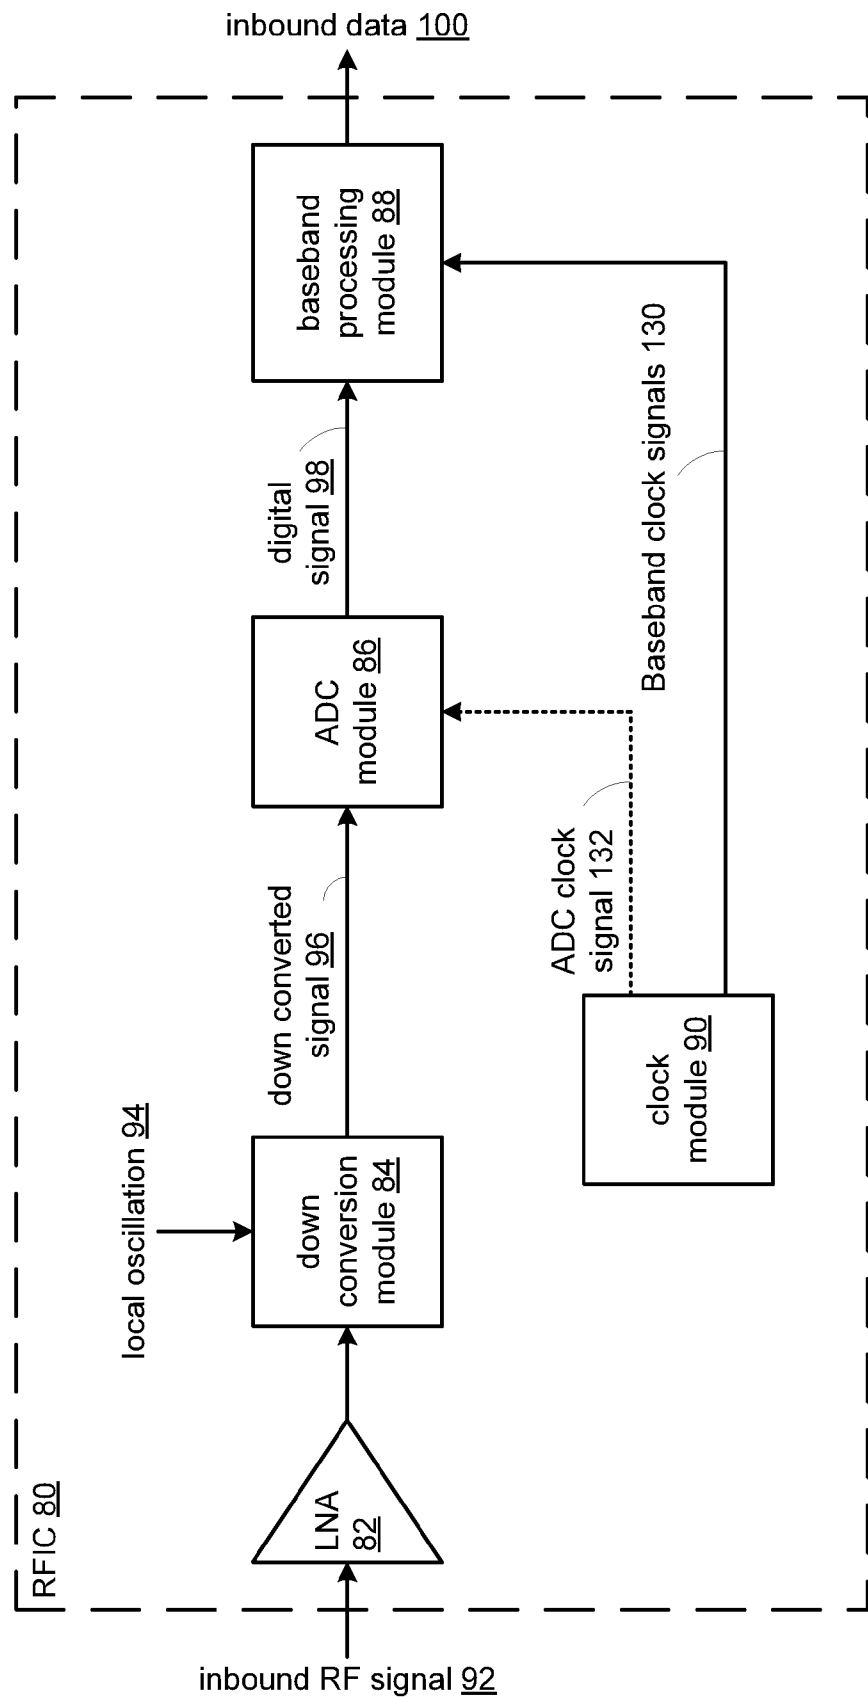 inbound data 100
baseband
processing
module 88
digital
signal 98
Baseband clock signals 130
ADC
module 86
ADC clock
signal 132
down converted
signal 96
clock
module 90
local oscillation 94
down
conversion
module 84
LNA
82
RFIC 80
inbound RF signal 92